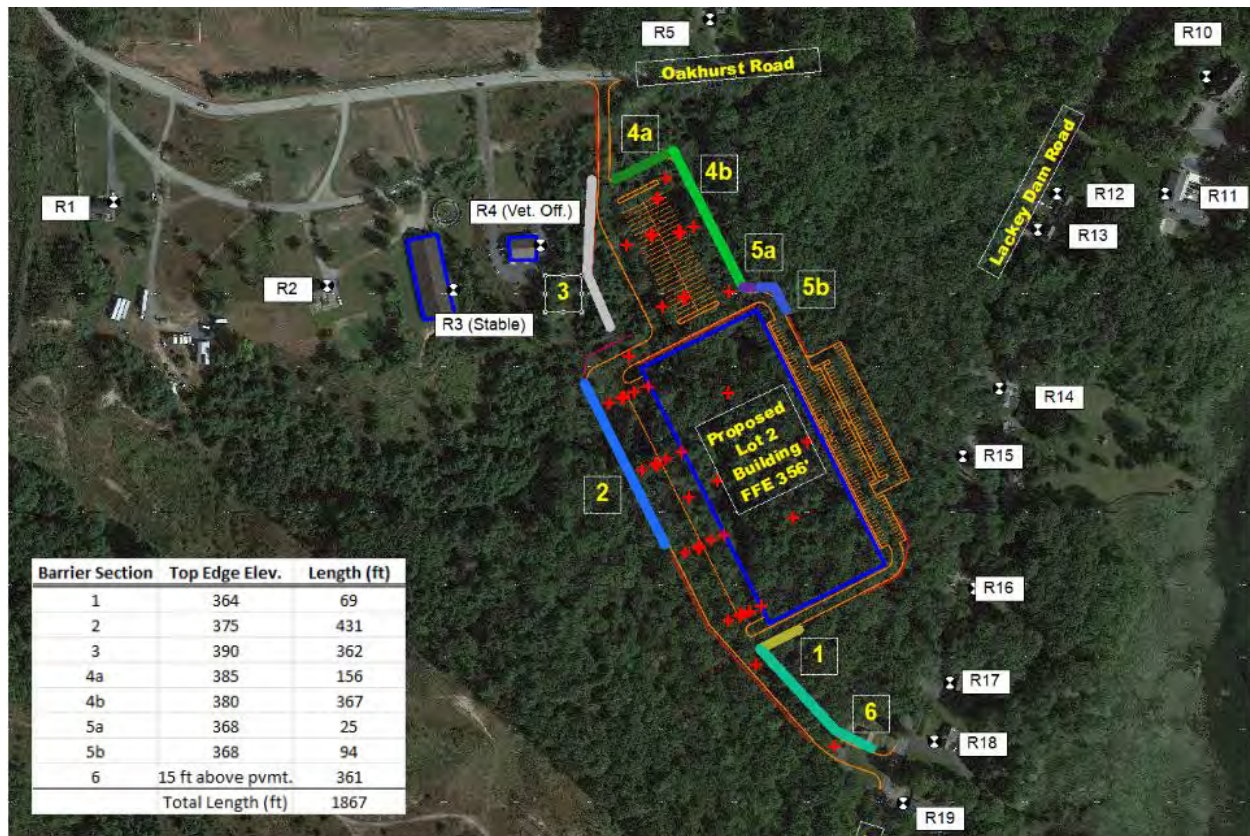 R5
Oakhurst Road
R10
4a
4b
Lackey Dam Road
R12
R11
R1
R4 (Vet. Off.)
R13
5a
5b
R2
3
R3 (Stable)
R14
Proposed
Lot 2
Building
FFE 356'
R15
2
R16
1
R17
6
R18
R19
Barrier Section Top Edge Elev. Length (ft)
1 364 69
2 375 431
3 390 362
4a 385 156
4b 380 367
5a 368 25
5b 368 94
6 15 ft above pvmt. 361
Total Length (ft) 1867